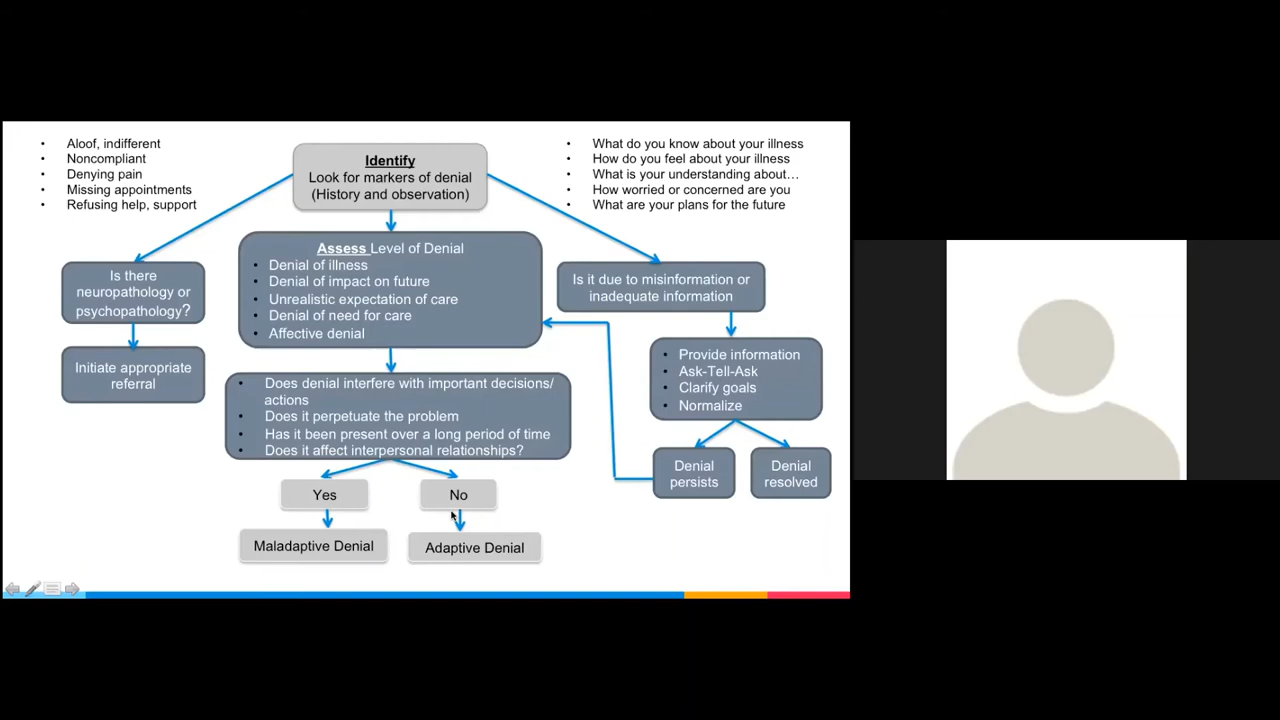 • Aloof, indifferent
• Noncompliant
• Denying pain
• Missing appointments
• Refusing help, support
Identify
Look for markers of denial
(History and observation)
• What do you know about your illness
• How do you feel about your illness
• What is your understanding about…
• How worried or concerned are you
• What are your plans for the future
Is there
neuropathology or
psychopathology?
Initiate appropriate
referral
Assess Level of Denial
• Denial of illness
• Denial of impact on future
• Unrealistic expectation of care
• Denial of need for care
• Affective denial
Is it due to misinformation or
inadequate information
• Provide information
• Ask-Tell-Ask
• Clarify goals
• Normalize
Denial
persists
Denial
resolved
• Does denial interfere with important decisions/
actions
• Does it perpetuate the problem
• Has it been present over a long period of time
• Does it affect interpersonal relationships?
Yes
No
Maladaptive Denial
Adaptive Denial